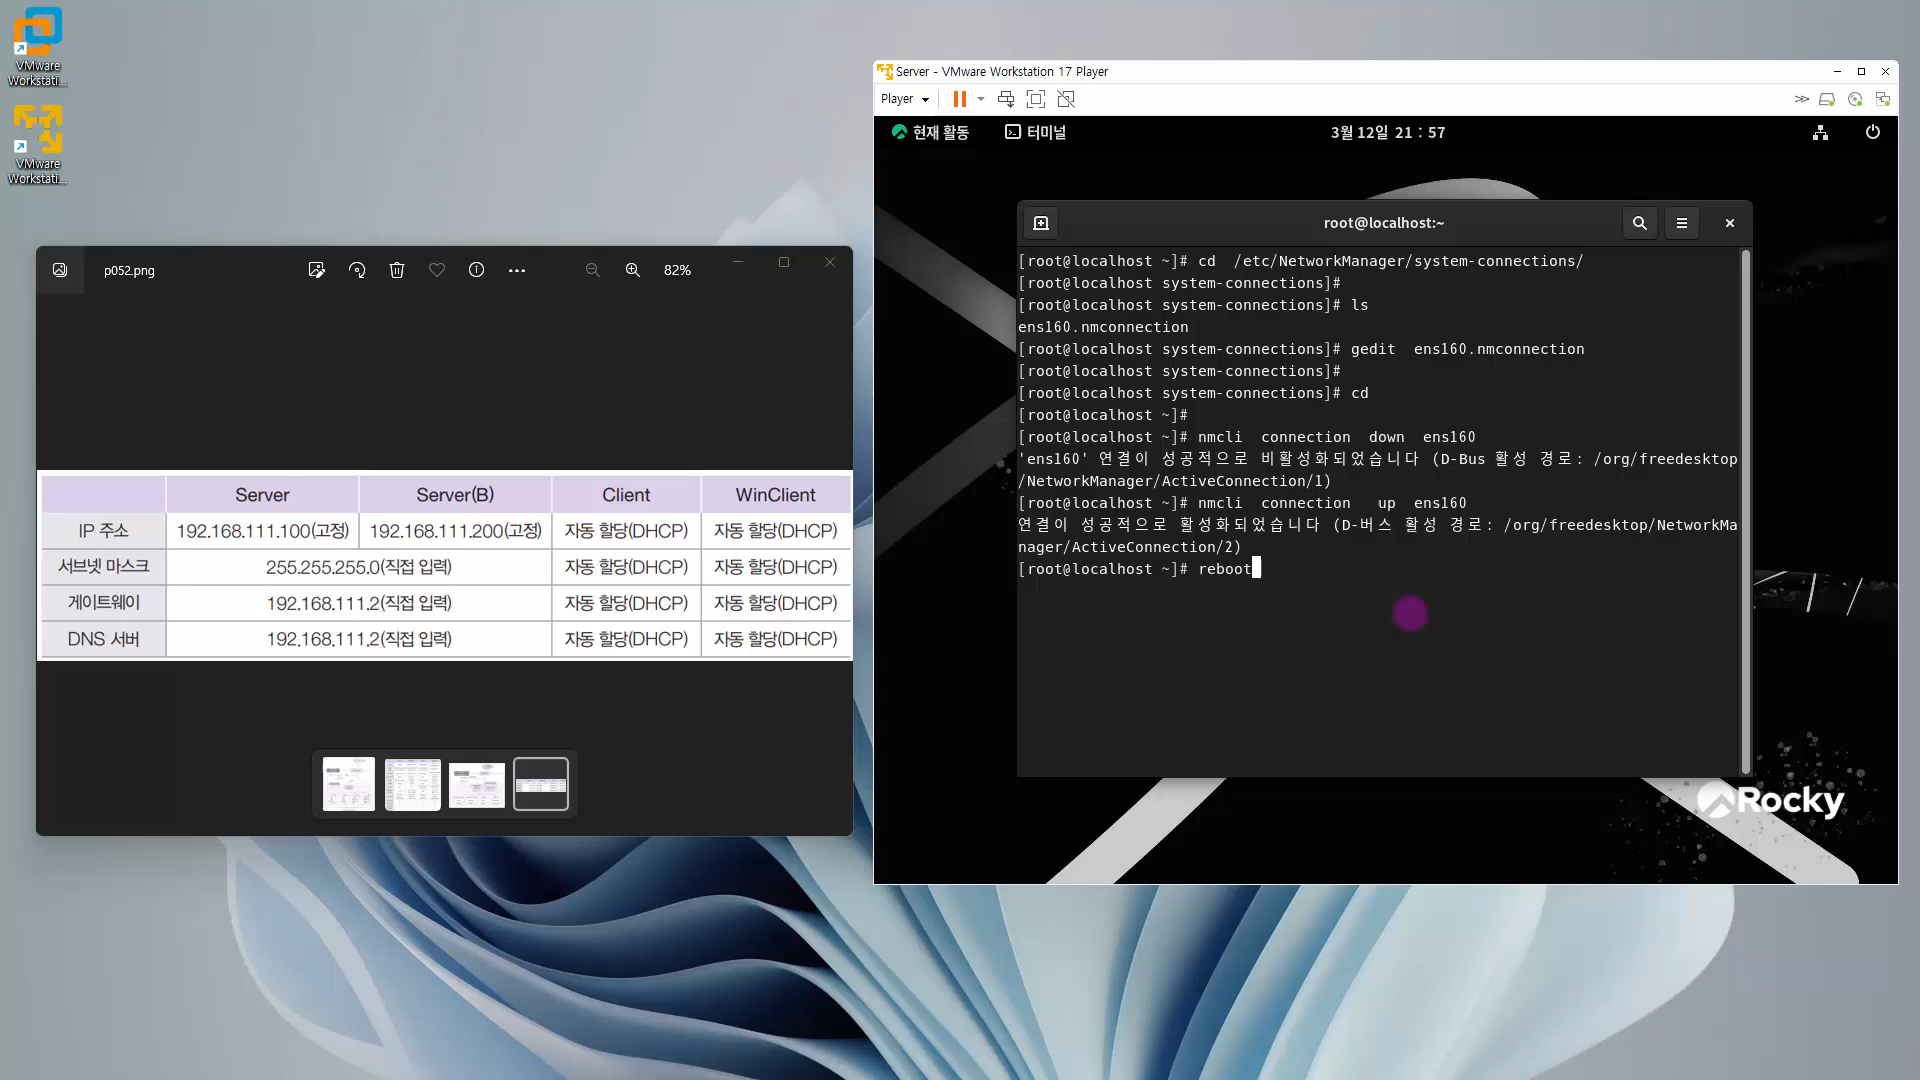 VMware
Workstati...
VMware
Workstati...
p052.png
82%
Server Server(B) Client WinClient
IP 주소 192.168.111.100(고정) 192.168.111.200(고정) 자동 할당(DHCP) 자동 할당(DHCP)
서브넷 마스크 255.255.255.0(직접 입력) 자동 할당(DHCP) 자동 할당(DHCP)
게이트웨이 192.168.111.2(직접 입력) 자동 할당(DHCP) 자동 할당(DHCP)
DNS 서버 192.168.111.2(직접 입력) 자동 할당(DHCP) 자동 할당(DHCP)
Server - VMware Workstation 17 Player
Player
현재 활동 터미널 3월 12일 21 : 57
root@localhost:~
[root@localhost ~]# cd  /etc/NetworkManager/system-connections/
[root@localhost system-connections]#
[root@localhost system-connections]# ls
ens160.nmconnection
[root@localhost system-connections]# gedit  ens160.nmconnection
[root@localhost system-connections]#
[root@localhost system-connections]# cd
[root@localhost ~]#
[root@localhost ~]# nmcli  connection  down  ens160
'ens160' 연결이 성공적으로 비활성화되었습니다 (D-Bus 활성 경로: /org/freedesktop
/NetworkManager/ActiveConnection/1)
[root@localhost ~]# nmcli  connection   up  ens160
연결이 성공적으로 활성화되었습니다 (D-버스 활성 경로: /org/freedesktop/NetworkMa
nager/ActiveConnection/2)
[root@localhost ~]# reboot
Rocky